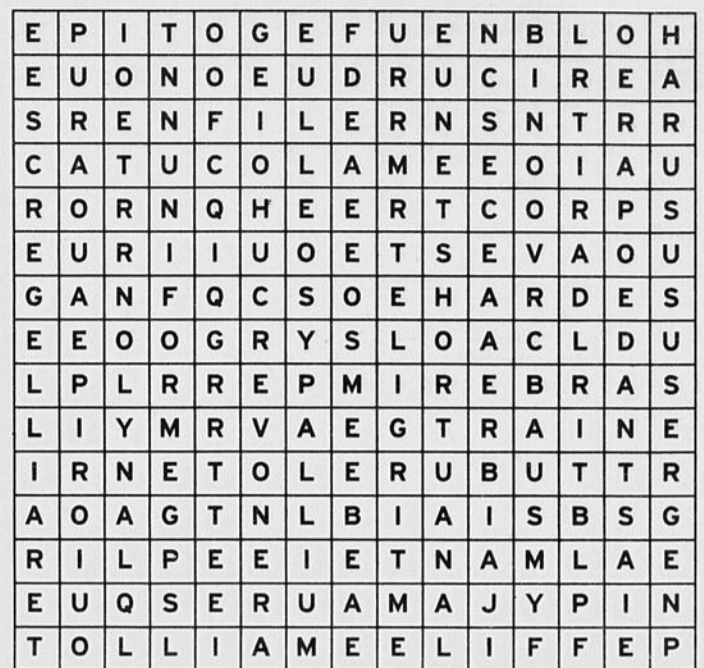 E P I T O G E F U E N B L O H
E U O N O E U D R U C I R E A
S R E N F I L E R N S N T R R
C A T U C O L A M E E O I A U
R O R N Q H E E R T C O R P S
E U R I I U O E T S E V A O U
G A N F Q C S O E H A R D E S
E E O O G R Y S L O A C L D U
L P L R R E P M I R E B R A S
L I Y M R V A E G T R A I N E
I R N E T O L E R U B U T T R
A O A G T N L B I A I S B S G
R I L P E E I E T N A M L A E
E U Q S E R U A M A J Y P I N
T O L L I A M E E L I F F E P